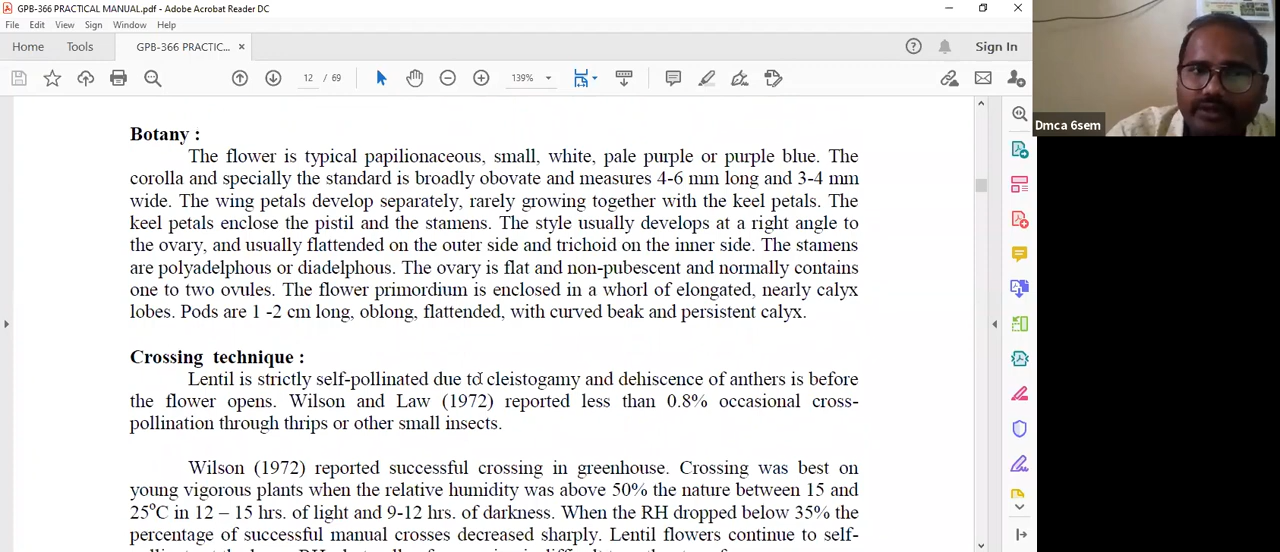 GPB-366 PRACTICAL MANUAL.pdf - Adobe Acrobat Reader DC
File Edit View Sign Window Help
Home Tools GPB-366 PRACTIC... Sign In
12 / 69 139%
Dmca 6sem
Botany :
The flower is typical papilionaceous, small, white, pale purple or purple blue. The
corolla and specially the standard is broadly obovate and measures 4-6 mm long and 3-4 mm
wide. The wing petals develop separately, rarely growing together with the keel petals. The
keel petals enclose the pistil and the stamens. The style usually develops at a right angle to
the ovary, and usually flattended on the outer side and trichoid on the inner side. The stamens
are polyadelphous or diadelphous. The ovary is flat and non-pubescent and normally contains
one to two ovules. The flower primordium is enclosed in a whorl of elongated, nearly calyx
lobes. Pods are 1 -2 cm long, oblong, flattended, with curved beak and persistent calyx.
Crossing technique :
Lentil is strictly self-pollinated due to cleistogamy and dehiscence of anthers is before
the flower opens. Wilson and Law (1972) reported less than 0.8% occasional cross-
pollination through thrips or other small insects.
Wilson (1972) reported successful crossing in greenhouse. Crossing was best on
young vigorous plants when the relative humidity was above 50% the nature between 15 and
25°C in 12 – 15 hrs. of light and 9-12 hrs. of darkness. When the RH dropped below 35% the
percentage of successful manual crosses decreased sharply. Lentil flowers continue to self-